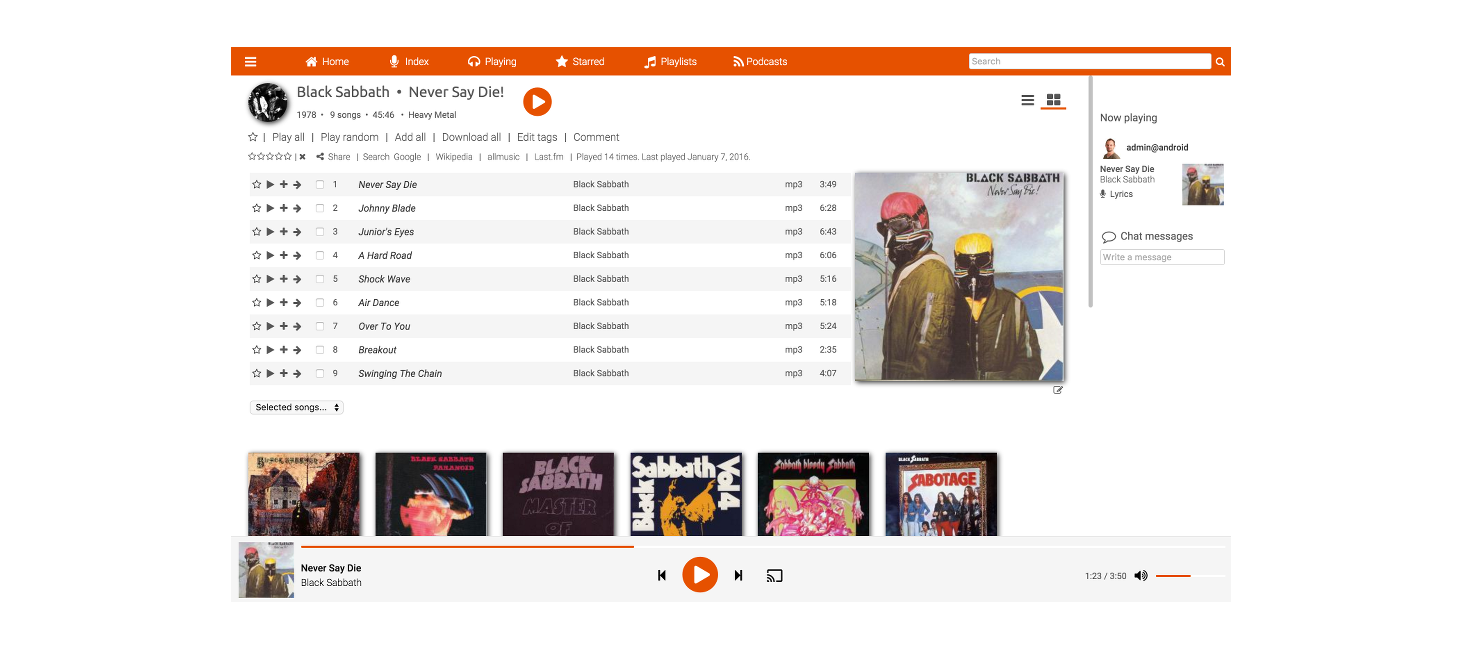 Home Index Playing Starred Playlists Podcasts Search
Black Sabbath • Never Say Die!
1978 • 9 songs • 45:46 • Heavy Metal
| Play all | Play random | Add all | Download all | Edit tags | Comment
| Share | Search Google | Wikipedia | allmusic | Last.fm | Played 14 times. Last played January 7, 2016.
1 Never Say Die Black Sabbath mp3 3:49
2 Johnny Blade Black Sabbath mp3 6:28
3 Junior's Eyes Black Sabbath mp3 6:43
4 A Hard Road Black Sabbath mp3 6:06
5 Shock Wave Black Sabbath mp3 5:16
6 Air Dance Black Sabbath mp3 5:18
7 Over To You Black Sabbath mp3 5:24
8 Breakout Black Sabbath mp3 2:35
9 Swinging The Chain Black Sabbath mp3 4:07
Selected songs...
BLACK SABBATH
Never Say Die!
Now playing
admin@android
Never Say Die
Black Sabbath
Lyrics
Chat messages
Write a message
BLACK SABBATH
BLACK SABBATH
PARANOID
BLACK
SABBATH
MASTER
OF
Black
Sabbath
Vol 4
Sabbath bloody Sabbath
BLACK SABBATH
SABOTAGE
Never Say Die
Black Sabbath
1:23 / 3:50